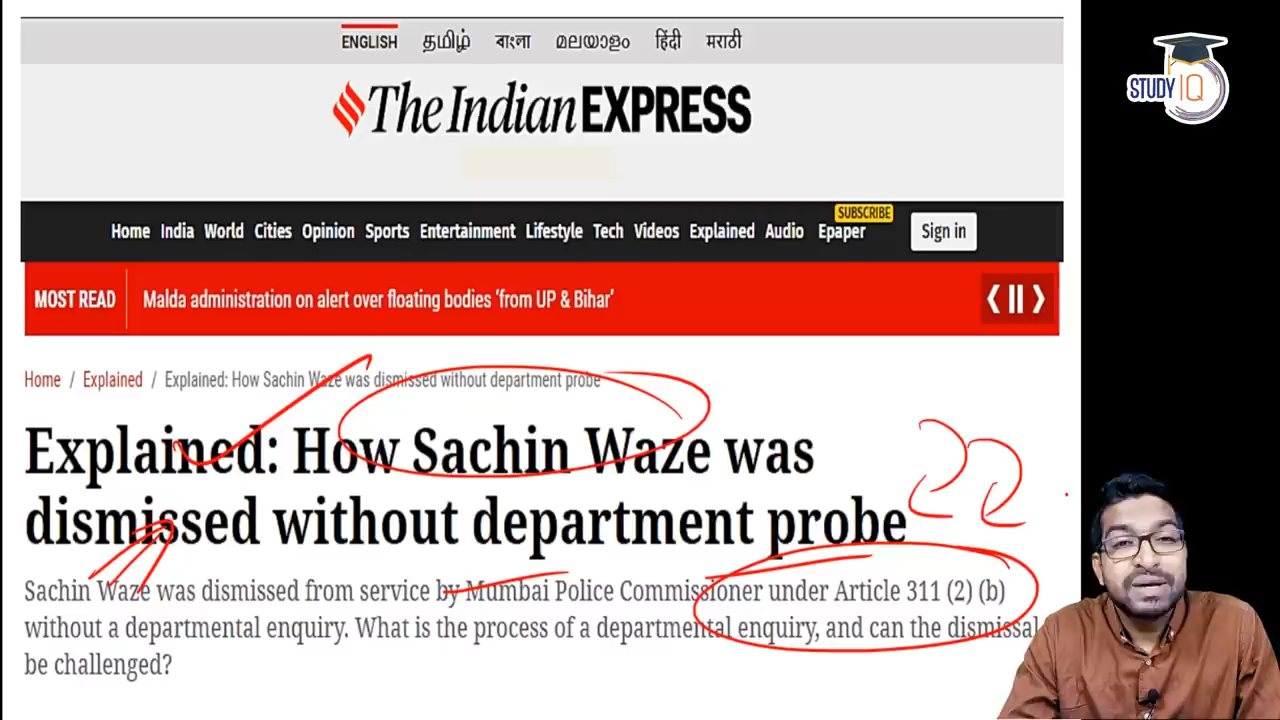 ENGLISH தமிழ் বাংলা മലയാളം हिंदी मराठी
STUDY IQ
The Indian EXPRESS
SUBSCRIBE
Home India World Cities Opinion Sports Entertainment Lifestyle Tech Videos Explained Audio Epaper Sign in
MOST READ Malda administration on alert over floating bodies ‘from UP & Bihar’
Home / Explained / Explained: How Sachin Waze was dismissed without department probe
Explained: How Sachin Waze was
dismissed without department probe
22
Sachin Waze was dismissed from service by Mumbai Police Commissioner under Article 311 (2) (b)
without a departmental enquiry. What is the process of a departmental enquiry, and can the dismissal
be challenged?